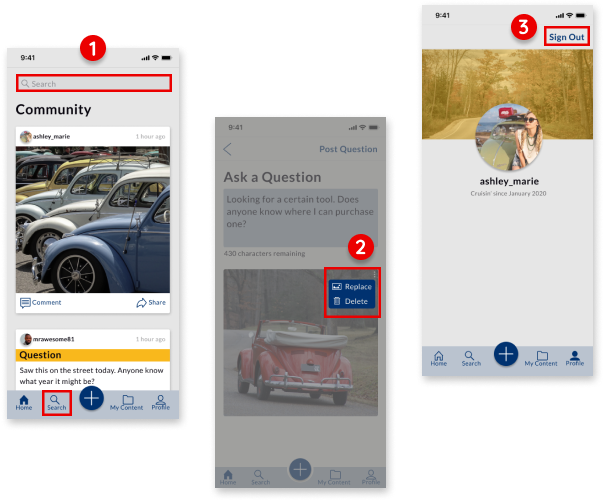 1
9:41
Search
Community
ashley_marie
1 hour ago
Comment
Share
mrawesome81
1 hour ago
Question
Saw this on the street today. Anyone know
what year it might be?
Home
Search
My Content
Profile
9:41
Post Question
Ask a Question
Looking for a certain tool. Does
anyone know where I can purchase
one?
430 characters remaining
2
Replace
Delete
Home
Search
My Content
Profile
3
9:41
Sign Out
ashley_marie
Cruisin' since January 2020
Home
Search
My Content
Profile